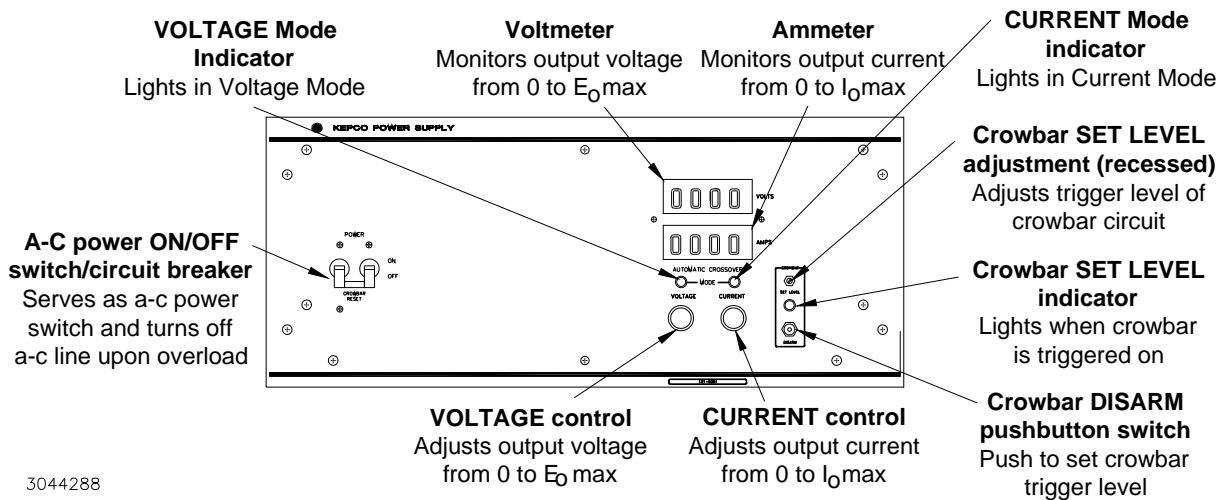 VOLTAGE Mode
Indicator
Lights in Voltage Mode
Voltmeter
Monitors output voltage
from 0 to Eomax
Ammeter
Monitors output current
from 0 to Iomax
CURRENT Mode
indicator
Lights in Current Mode
KEPCO POWER SUPPLY
Crowbar SET LEVEL
adjustment (recessed)
Adjusts trigger level of
crowbar circuit
A-C power ON/OFF
switch/circuit breaker
Serves as a-c power
switch and turns off
a-c line upon overload
POWER
ON
OFF
CROWBAR
RESET
0000
VOLTS
0000
AMPS
AUTOMATIC CROSSOVER
MODE
VOLTAGE
CURRENT
SET LEVEL
DISARM
Crowbar SET LEVEL
indicator
Lights when crowbar
is triggered on
VOLTAGE control
Adjusts output voltage
from 0 to Eo max
CURRENT control
Adjusts output current
from 0 to Iomax
Crowbar DISARM
pushbutton switch
Push to set crowbar
trigger level
3044288